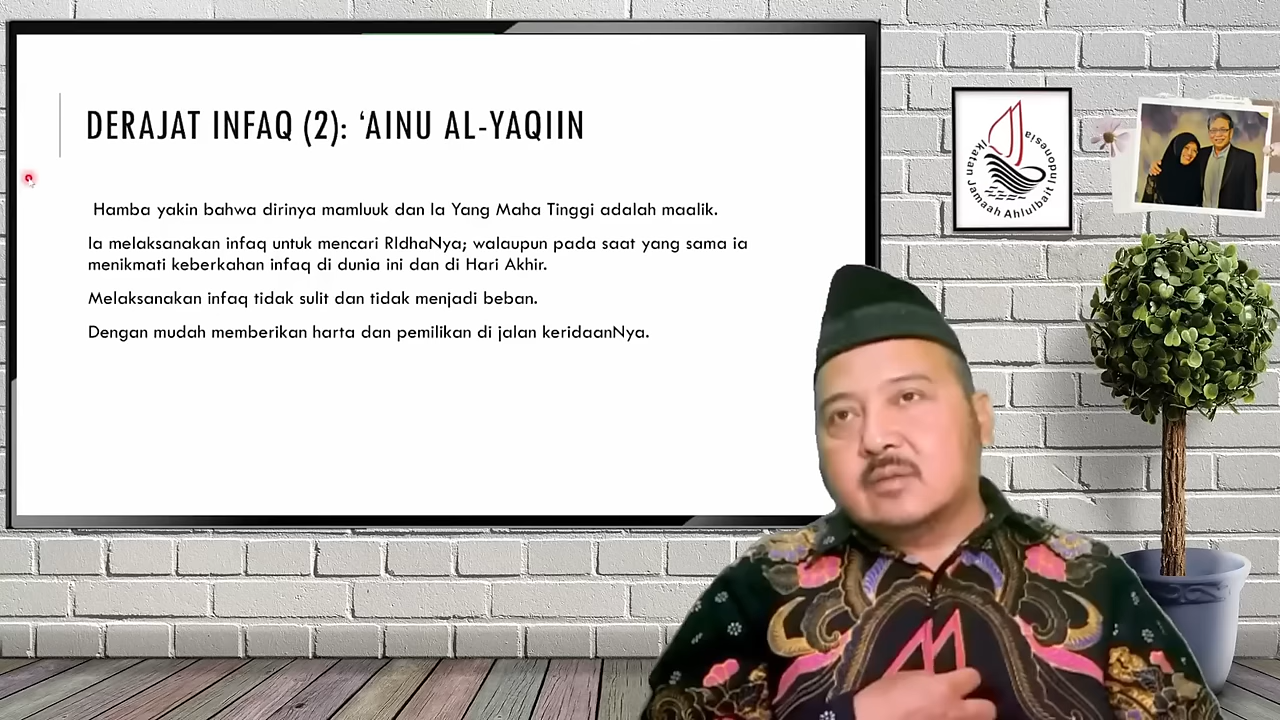 DERAJAT INFAQ (2): ‘AINU AL-YAQIIN
Hamba yakin bahwa dirinya mamluuk dan Ia Yang Maha Tinggi adalah maalik.
Ia melaksanakan infaq untuk mencari RIdhaNya; walaupun pada saat yang sama ia
menikmati keberkahan infaq di dunia ini dan di Hari Akhir.
Melaksanakan infaq tidak sulit dan tidak menjadi beban.
Dengan mudah memberikan harta dan pemilikan di jalan keridaanNya.
Ikatan Jamaah Ahlulbait Indonesia